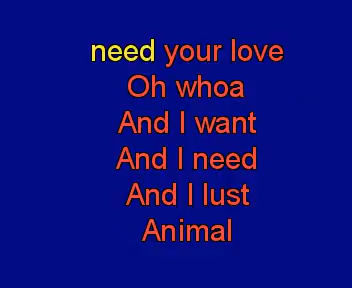 need your love
Oh whoa
And I want
And I need
And I lust
Animal